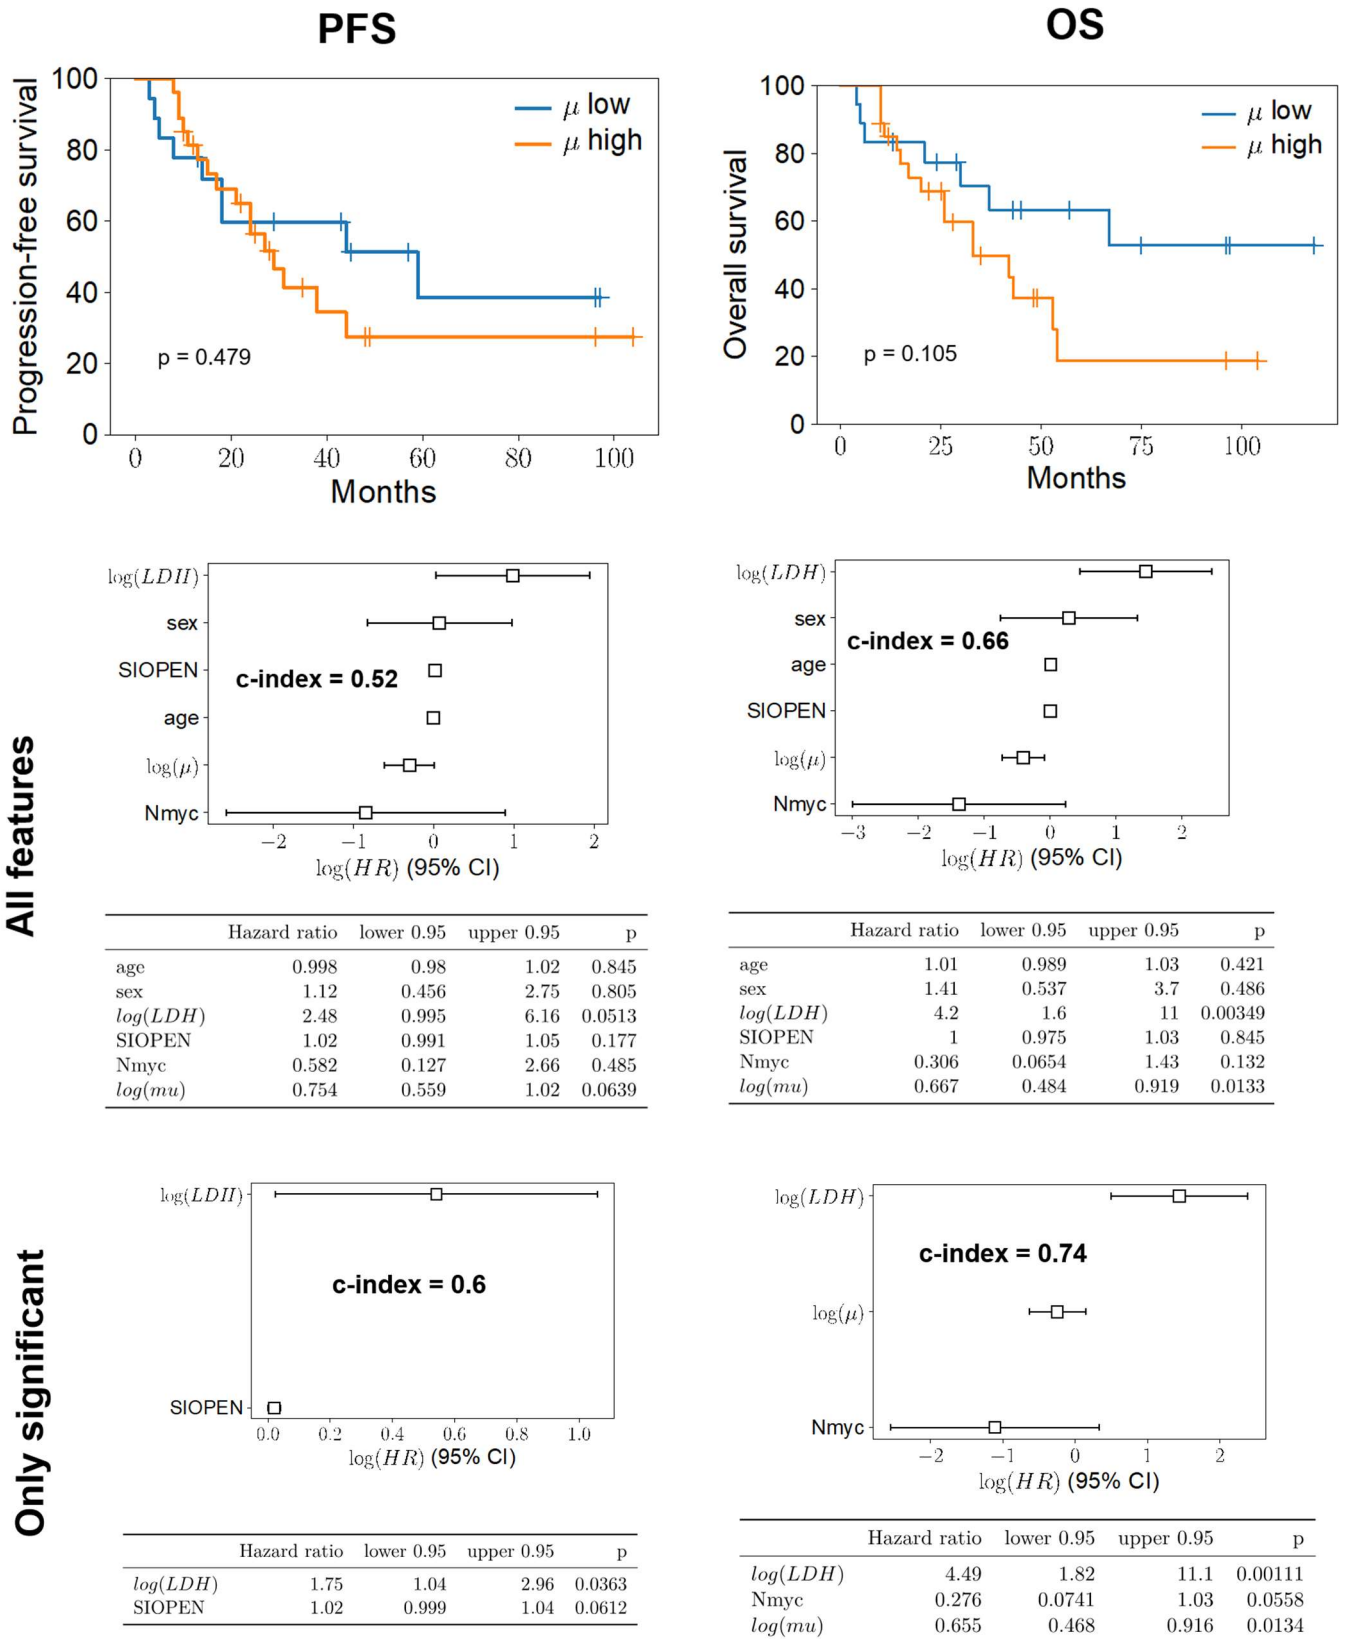 PFS
OS
Progression-free survival
100
80
60
40
20
0
μ low
μ high
p = 0.479
0 20 40 60 80 100
Months
Overall survival
100
80
60
40
20
0
μ low
μ high
p = 0.105
0 25 50 75 100
Months
All features
log(LDH)
sex
SIOPEN
age
log(μ)
Nmyc
c-index = 0.52
−2 −1 0 1 2
log(HR) (95% CI)
log(LDH)
sex
age
SIOPEN
log(μ)
Nmyc
c-index = 0.66
−3 −2 −1 0 1 2
log(HR) (95% CI)
Hazard ratio lower 0.95 upper 0.95 p
age 0.998 0.98 1.02 0.845
sex 1.12 0.456 2.75 0.805
log(LDH) 2.48 0.995 6.16 0.0513
SIOPEN 1.02 0.991 1.05 0.177
Nmyc 0.582 0.127 2.66 0.485
log(mu) 0.754 0.559 1.02 0.0639
Hazard ratio lower 0.95 upper 0.95 p
age 1.01 0.989 1.03 0.421
sex 1.41 0.537 3.7 0.486
log(LDH) 4.2 1.6 11 0.00349
SIOPEN 1 0.975 1.03 0.845
Nmyc 0.306 0.0654 1.43 0.132
log(mu) 0.667 0.484 0.919 0.0133
Only significant
log(LDH)
SIOPEN
c-index = 0.6
0.0 0.2 0.4 0.6 0.8 1.0
log(HR) (95% CI)
log(LDH)
log(μ)
Nmyc
c-index = 0.74
−2 −1 0 1 2
log(HR) (95% CI)
Hazard ratio lower 0.95 upper 0.95 p
log(LDH) 1.75 1.04 2.96 0.0363
SIOPEN 1.02 0.999 1.04 0.0612
Hazard ratio lower 0.95 upper 0.95 p
log(LDH) 4.49 1.82 11.1 0.00111
Nmyc 0.276 0.0741 1.03 0.0558
log(mu) 0.655 0.468 0.916 0.0134